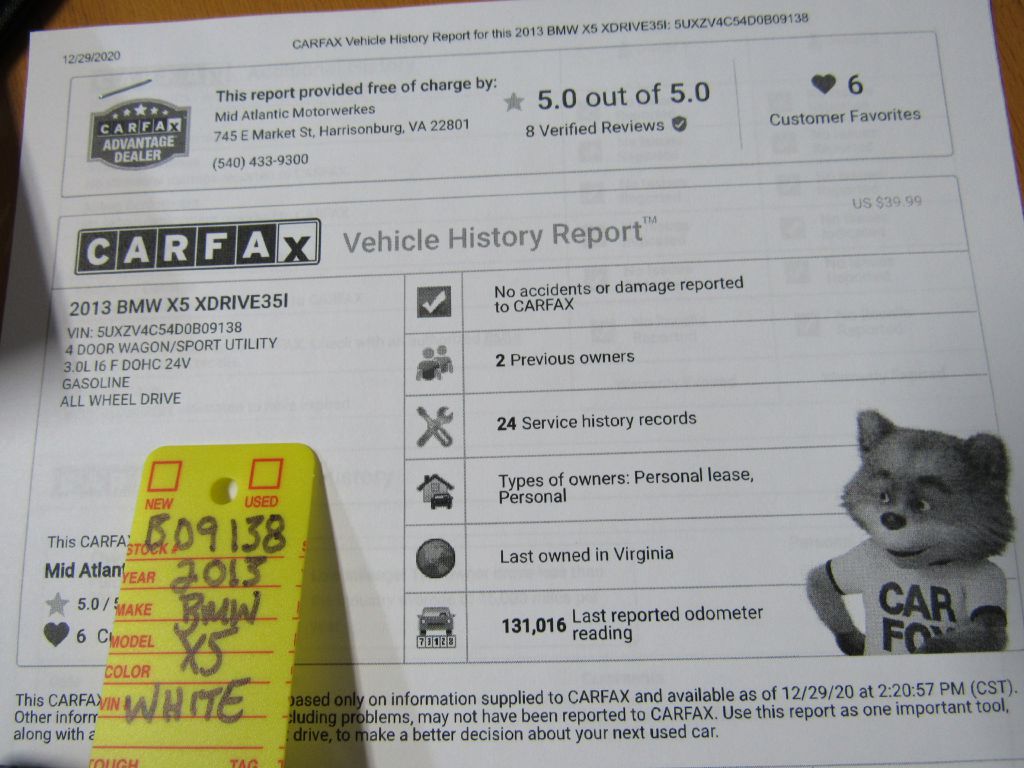 12/29/2020
CARFAX Vehicle History Report for this 2013 BMW X5 XDRIVE35I: 5UXZV4C54D0B09138
CARFAX
ADVANTAGE
DEALER
This report provided free of charge by:
Mid Atlantic Motorwerkes
745 E Market St, Harrisonburg, VA 22801
(540) 433-9300
5.0 out of 5.0
8 Verified Reviews
6
Customer Favorites
US $39.99
CARFAX Vehicle History Report™
2013 BMW X5 XDRIVE35I
VIN: 5UXZV4C54D0B09138
4 DOOR WAGON/SPORT UTILITY
3.0L I6 F DOHC 24V
GASOLINE
ALL WHEEL DRIVE
No accidents or damage reported
to CARFAX
2 Previous owners
24 Service history records
Types of owners: Personal lease,
Personal
Last owned in Virginia
73128
131,016 Last reported odometer
reading
CAR
FOX
This CARFA
Mid Atlan
5.0 /
6 C
NEW USED
STOCK # B09138
YEAR 2013
MAKE BMW
MODEL X5
COLOR
VIN WHITE
TAG
This CARFAX based only on information supplied to CARFAX and available as of 12/29/20 at 2:20:57 PM (CST).
Other inform cluding problems, may not have been reported to CARFAX. Use this report as one important tool,
along with a drive, to make a better decision about your next used car.